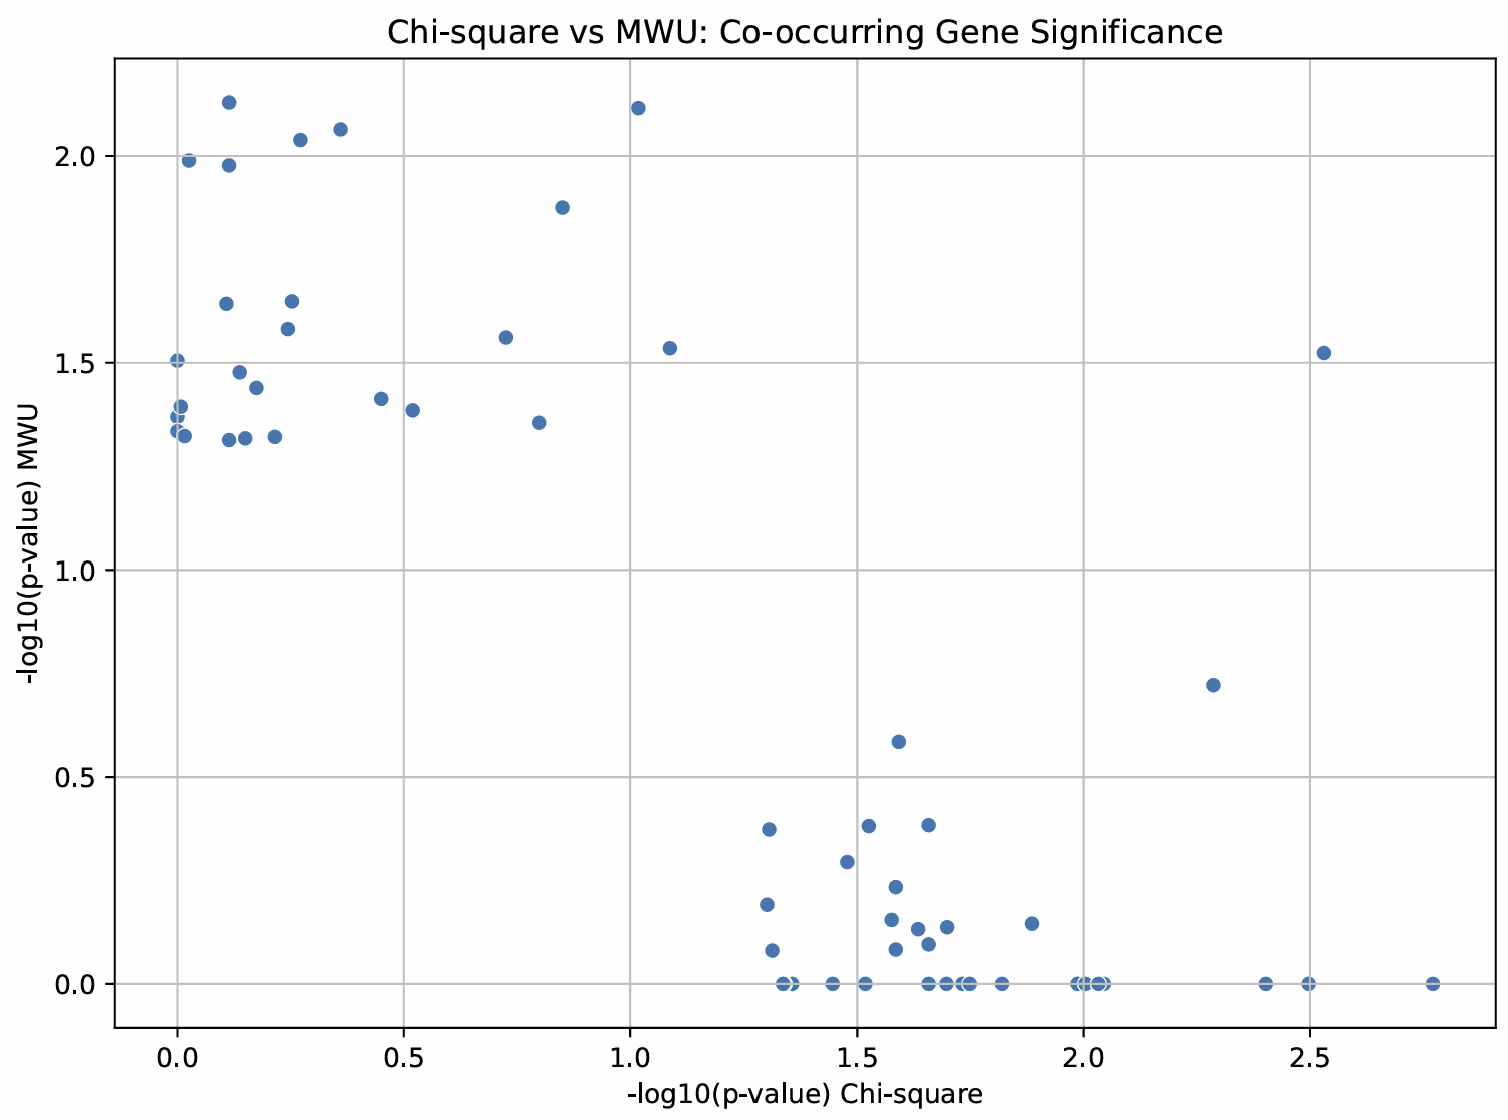 Chi-square vs MWU: Co-occurring Gene Significance
-log10(p-value) MWU
2.0
1.5
1.0
0.5
0.0
0.0 0.5 1.0 1.5 2.0 2.5
-log10(p-value) Chi-square